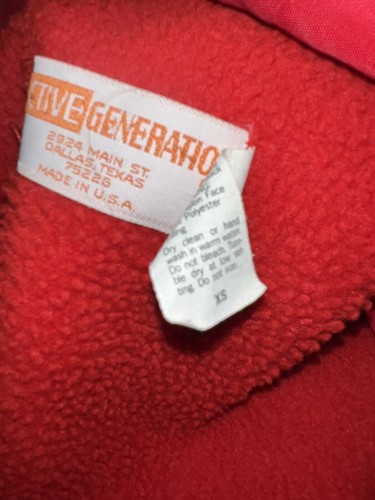 CTIVE GENERATIO
2924 MAIN ST.
DALLAS, TEXAS
75226
MADE IN U.S.A.
Face
Polyester
Dry clean or hand
wash in warm water.
Do not bleach. Tum-
ble dry at low set-
ting. Do not iron.
XS